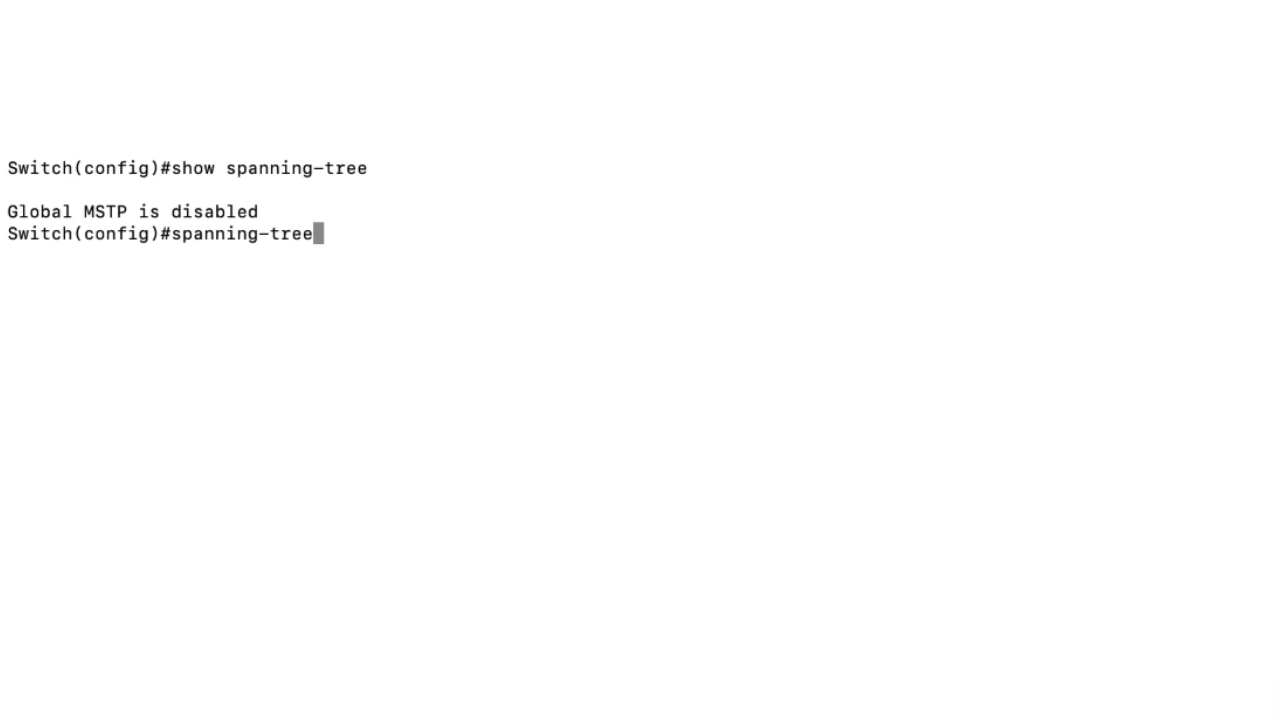 Switch(config)#show spanning-tree
Global MSTP is disabled
Switch(config)#spanning-tree